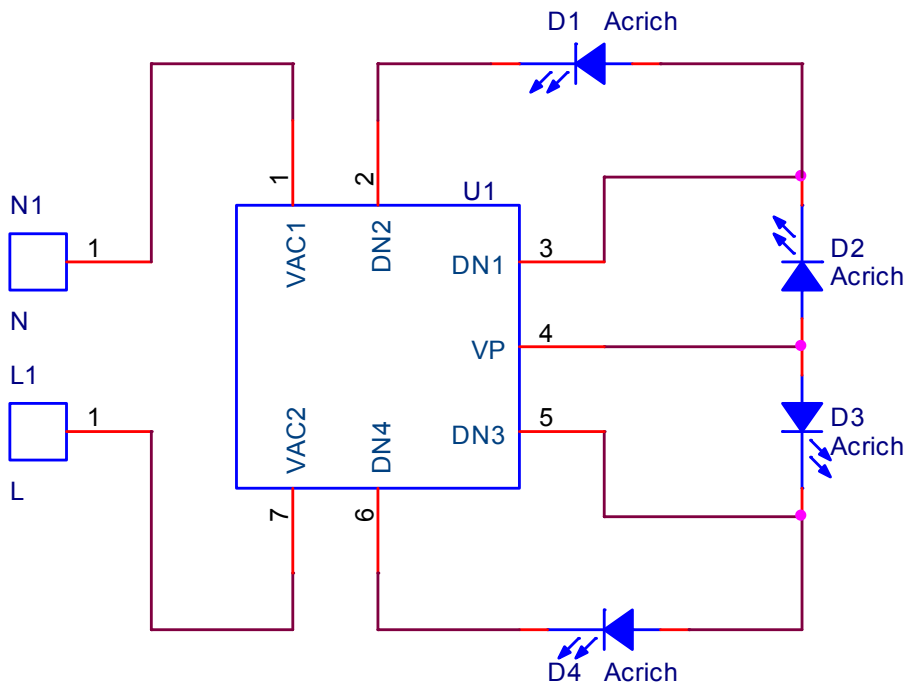 D1 Acrich
N1
1
N
L1
1
L
U1
1
VAC1
2
DN2
DN1
3
VP
4
DN3
5
VAC2
7
DN4
6
D2
Acrich
D3
Acrich
D4 Acrich